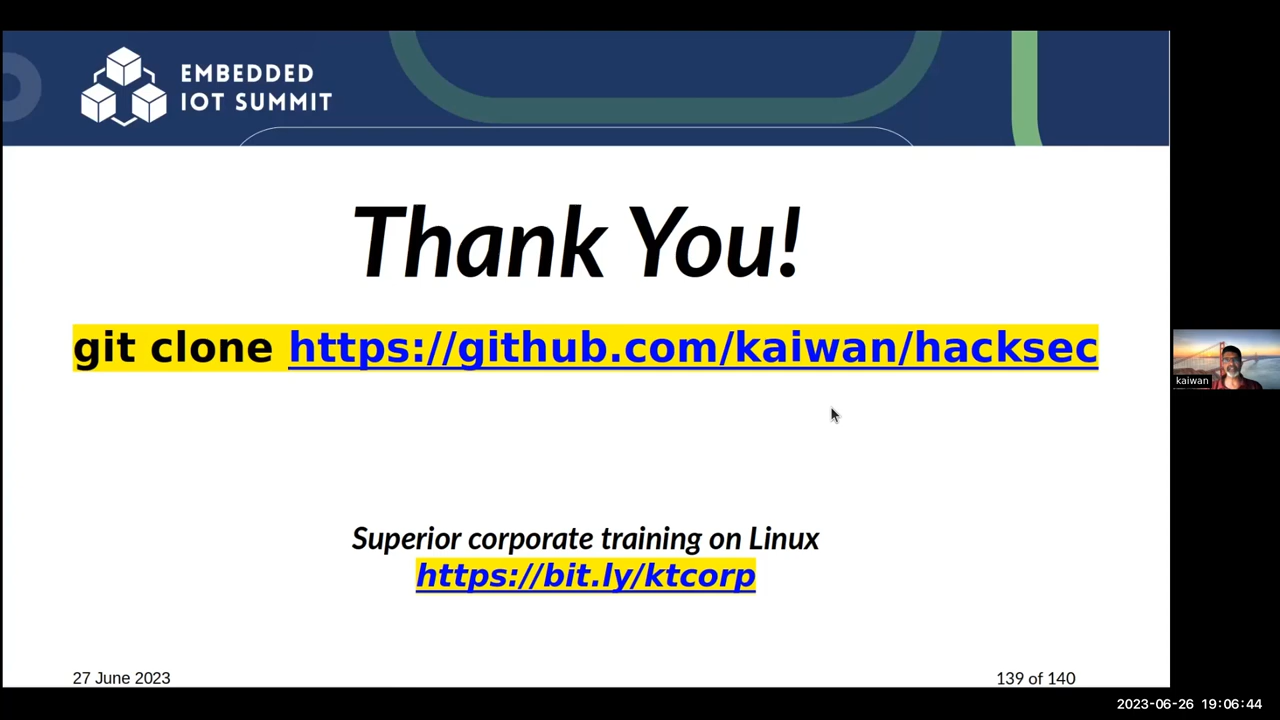 EMBEDDED
IOT SUMMIT
Thank You!
git clone https://github.com/kaiwan/hacksec
kaiwan
Superior corporate training on Linux
https://bit.ly/ktcorp
27 June 2023
139 of 140
2023-06-26 19:06:44